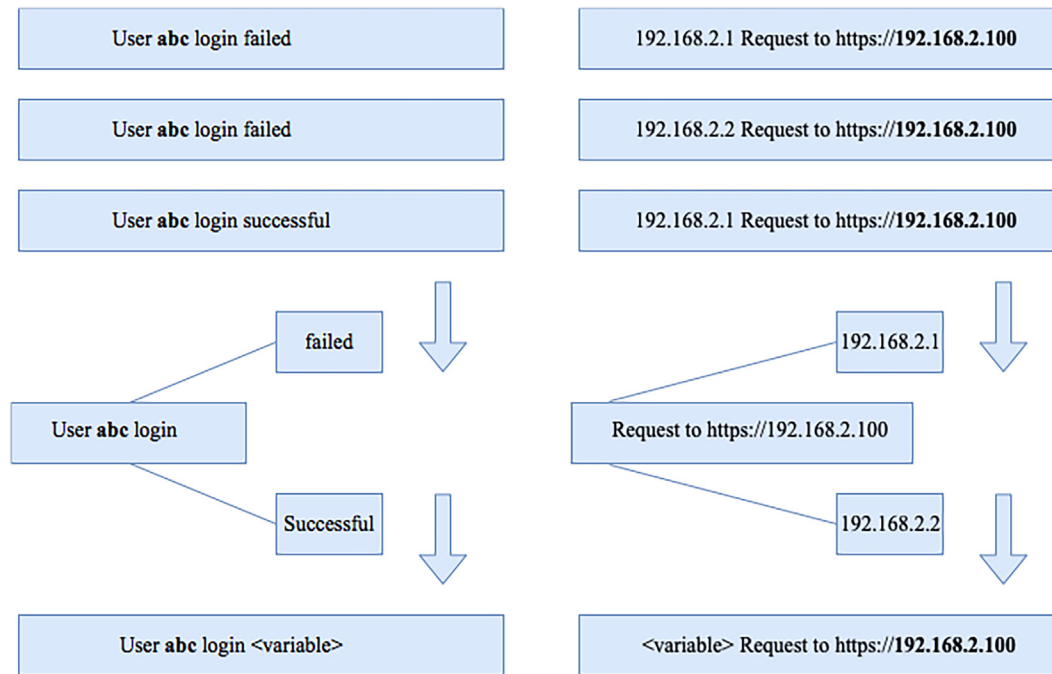 User abc login failed
192.168.2.1 Request to https://192.168.2.100
User abc login failed
192.168.2.2 Request to https://192.168.2.100
User abc login successful
192.168.2.1 Request to https://192.168.2.100
failed
192.168.2.1
User abc login
Request to https://192.168.2.100
Successful
192.168.2.2
User abc login <variable>
<variable> Request to https://192.168.2.100